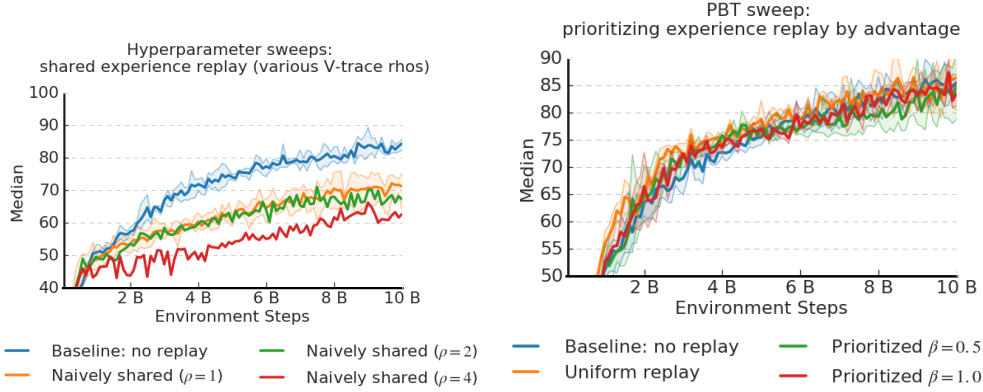 Hyperparameter sweeps:
shared experience replay (various V-trace rhos)
100
90
80
70
60
50
40
Median
2 B
4 B
6 B
8 B
10 B
Environment Steps
Baseline: no replay
Naively shared (ρ=1)
Naively shared (ρ=2)
Naively shared (ρ=4)
PBT sweep:
prioritizing experience replay by advantage
90
85
80
75
70
65
60
55
50
Median
2 B
4 B
6 B
8 B
10 B
Environment Steps
Baseline: no replay
Uniform replay
Prioritized β=0.5
Prioritized β=1.0